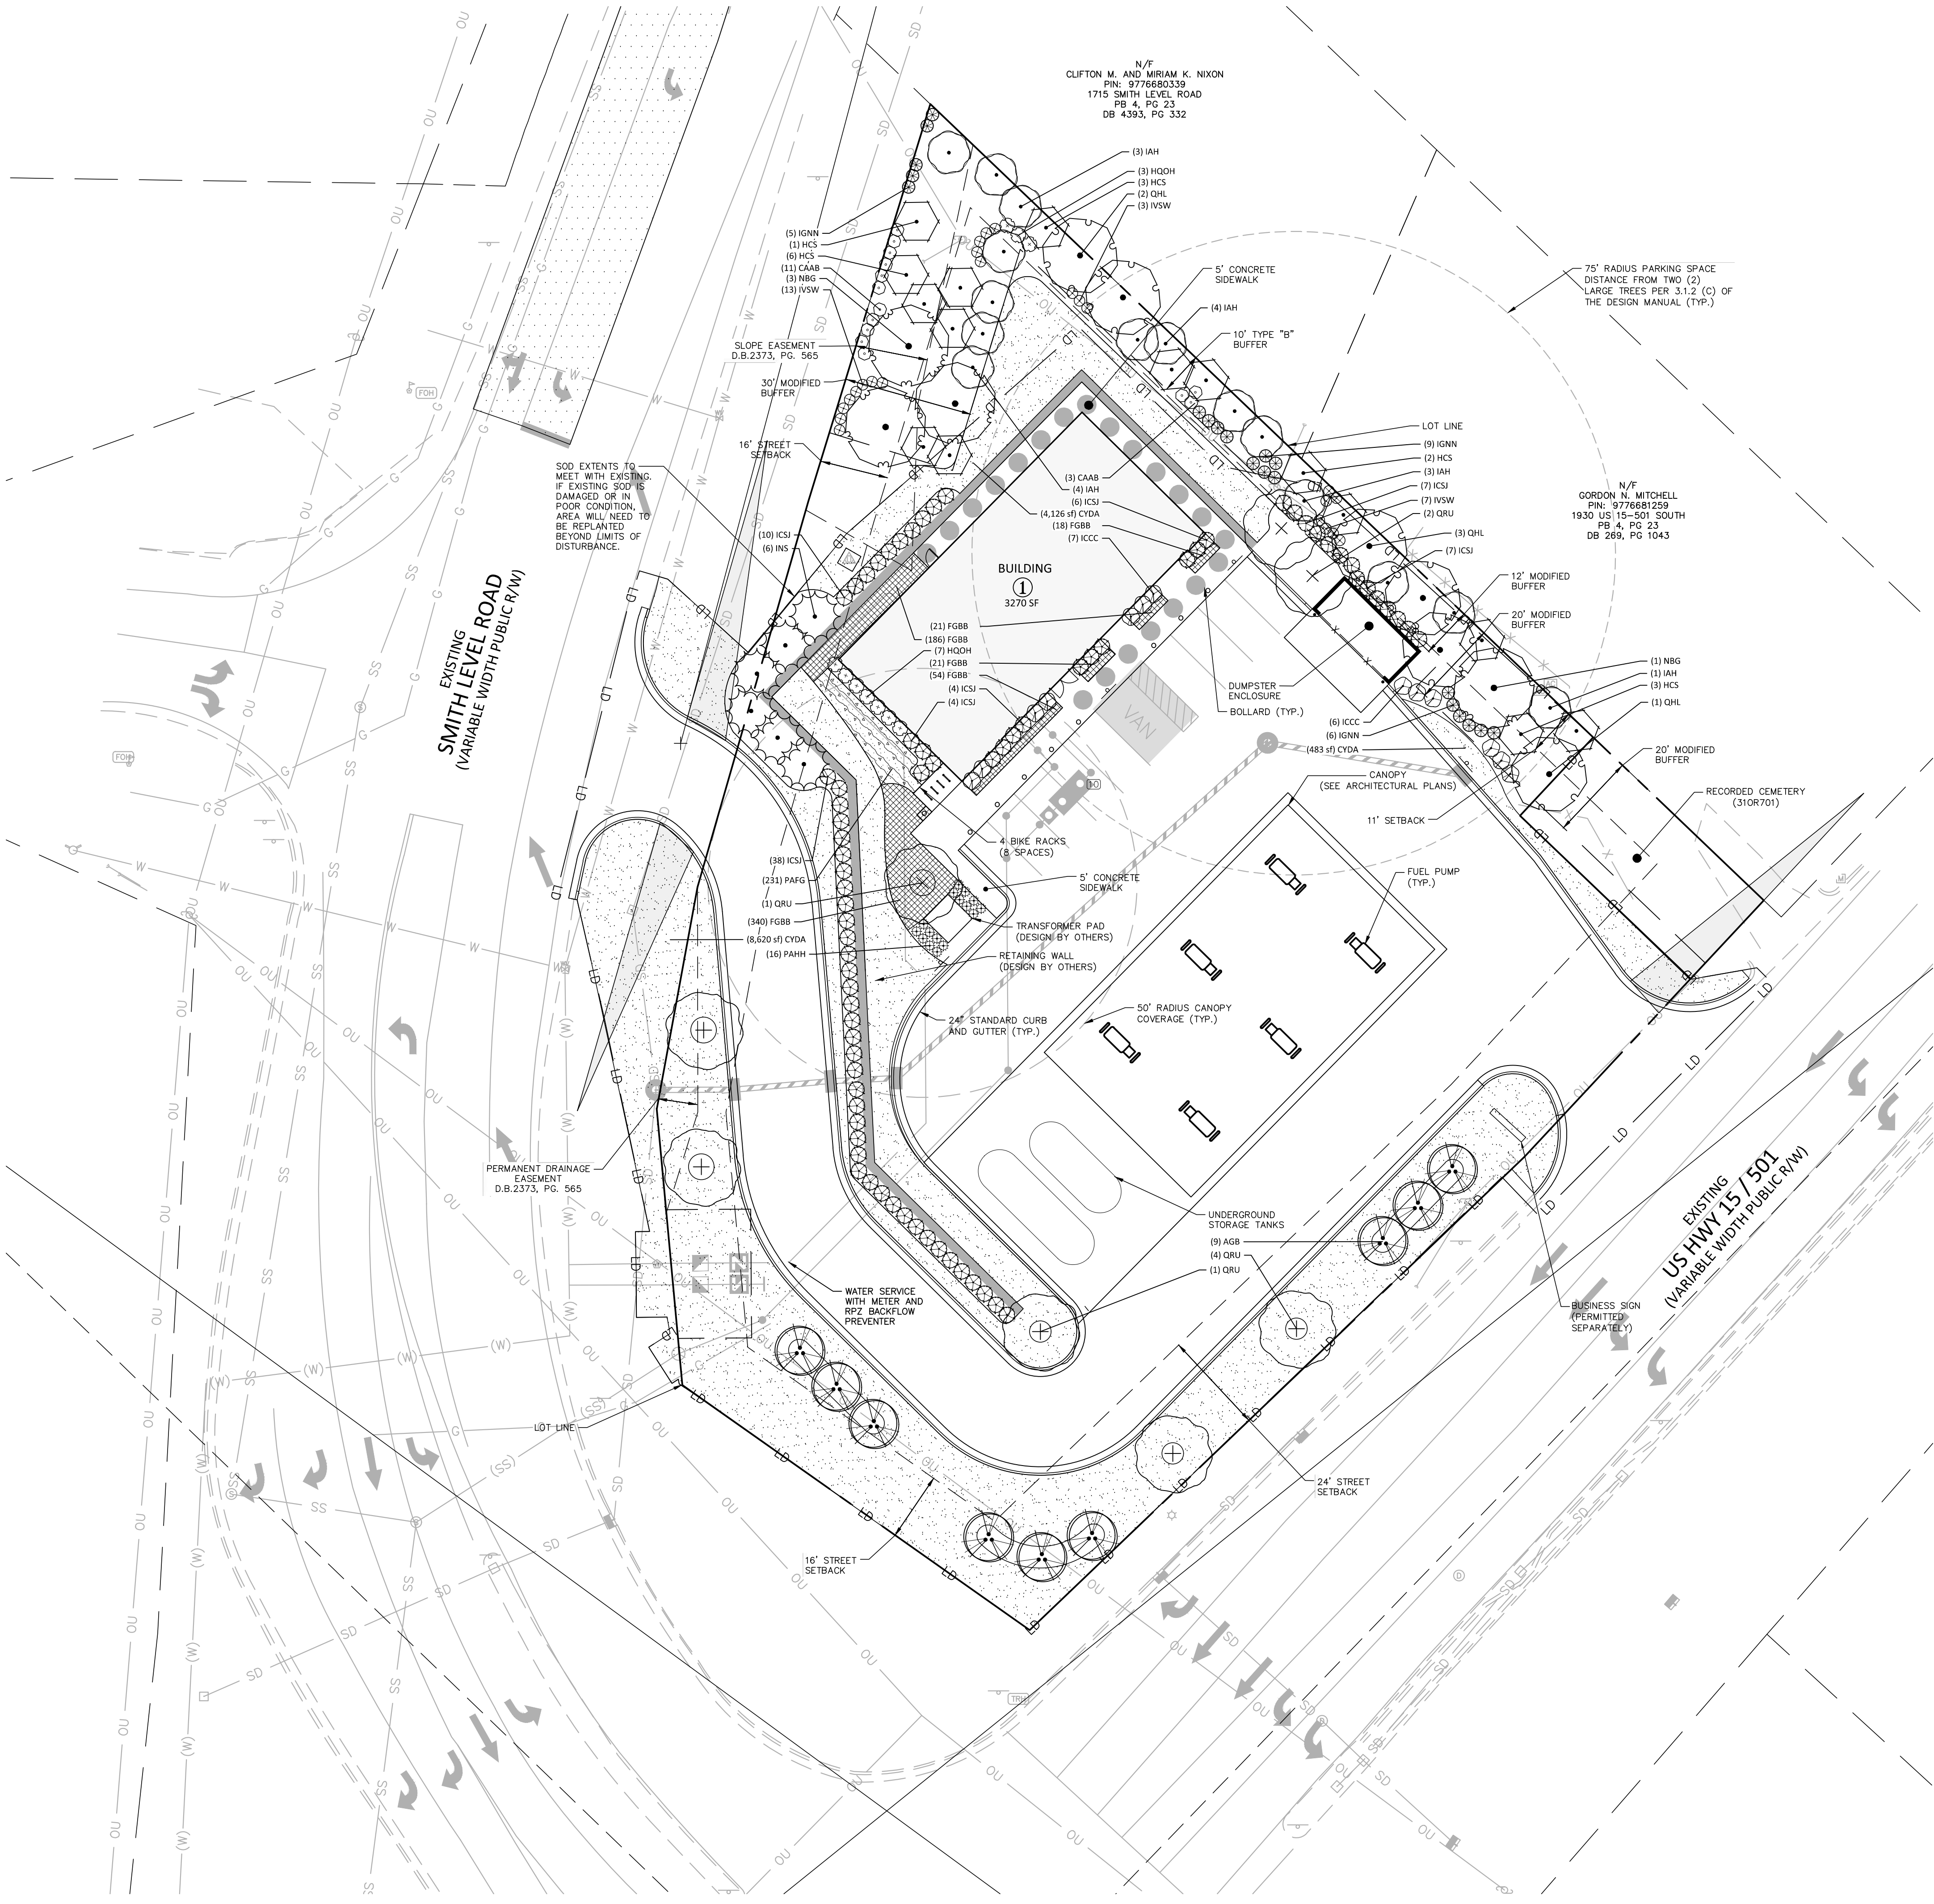 N/F
CLIFTON M. AND MIRIAM K. NIXON
PIN: 9776680339
1715 SMITH LEVEL ROAD
PB 4, PG 23
DB 4393, PG 332
(3) IAH
(3) HQOH
(3) HCS
(2) QHL
(3) IVSW
(5) IGNN
(1) HCS
(6) HCS
(11) CAAB
(3) NBG
(13) IVSW
SLOPE EASEMENT
D.B.2373, PG. 565
30' MODIFIED
BUFFER
16' STREET
SETBACK
SOD EXTENTS TO
MEET WITH EXISTING.
IF EXISTING SOD IS
DAMAGED OR IN
POOR CONDITION,
AREA WILL NEED TO
BE REPLANTED
BEYOND LIMITS OF
DISTURBANCE.
(10) ICSJ
(6) INS
5' CONCRETE
SIDEWALK
(4) IAH
10' TYPE "B"
BUFFER
75' RADIUS PARKING SPACE
DISTANCE FROM TWO (2)
LARGE TREES PER 3.1.2 (C) OF
THE DESIGN MANUAL (TYP.)
LOT LINE
(9) IGNN
(2) HCS
(3) IAH
(7) ICSJ
(7) IVSW
(2) QRU
(3) QHL
(7) ICSJ
12' MODIFIED
BUFFER
20' MODIFIED
BUFFER
N/F
GORDON N. MITCHELL
PIN: 9776681259
1930 US 15-501 SOUTH
PB 4, PG 23
DB 269, PG 1043
(3) CAAB
(4) IAH
(6) ICSJ
(4,126 sf) CYDA
(18) FGBB
(7) ICCC
BUILDING
1
3270 SF
(21) FGBB
(186) FGBB
(7) HQOH
(21) FGBB
(54) FGBB
(4) ICSJ
(4) ICSJ
DUMPSTER
ENCLOSURE
BOLLARD (TYP.)
VAN
(1) NBG
(1) IAH
(3) HCS
(1) QHL
(6) ICCC
(6) IGNN
(483 sf) CYDA
20' MODIFIED
BUFFER
CANOPY
(SEE ARCHITECTURAL PLANS)
RECORDED CEMETERY
(310R701)
11' SETBACK
EXISTING
SMITH LEVEL ROAD
(VARIABLE WIDTH PUBLIC R/W)
4 BIKE RACKS
(8 SPACES)
(38) ICSJ
(231) PAFG
(1) QRU
(340) FGBB
(8,620 sf) CYDA
(16) PAHH
5' CONCRETE
SIDEWALK
FUEL PUMP
(TYP.)
TRANSFORMER PAD
(DESIGN BY OTHERS)
RETAINING WALL
(DESIGN BY OTHERS)
24" STANDARD CURB
AND GUTTER (TYP.)
50' RADIUS CANOPY
COVERAGE (TYP.)
PERMANENT DRAINAGE
EASEMENT
D.B.2373, PG. 565
UNDERGROUND
STORAGE TANKS
(9) AGB
(4) QRU
(1) QRU
WATER SERVICE
WITH METER AND
RPZ BACKFLOW
PREVENTER
BUSINESS SIGN
(PERMITTED
SEPARATELY)
EXISTING
US HWY 15 / 501
(VARIABLE WIDTH PUBLIC R/W)
LOT LINE
24' STREET
SETBACK
16' STREET
SETBACK